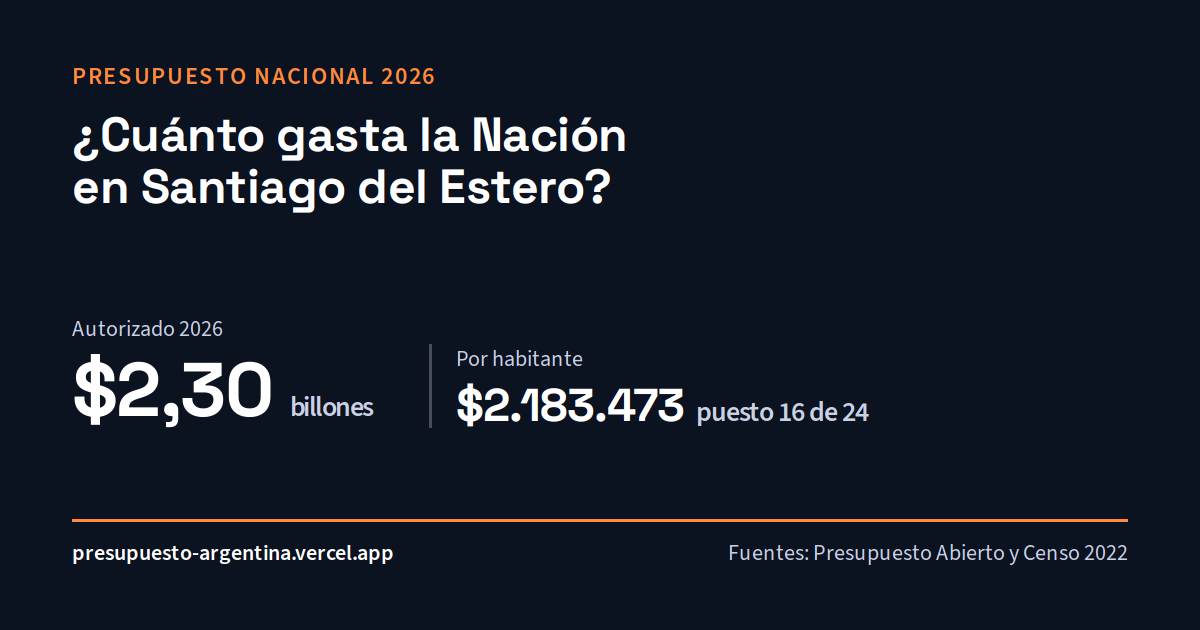 PRESUPUESTO NACIONAL 2026
¿Cuánto gasta la Nación
en Santiago del Estero?
Autorizado 2026
$2,30 billones
Por habitante
$2.183.473 puesto 16 de 24
presupuesto-argentina.vercel.app
Fuentes: Presupuesto Abierto y Censo 2022